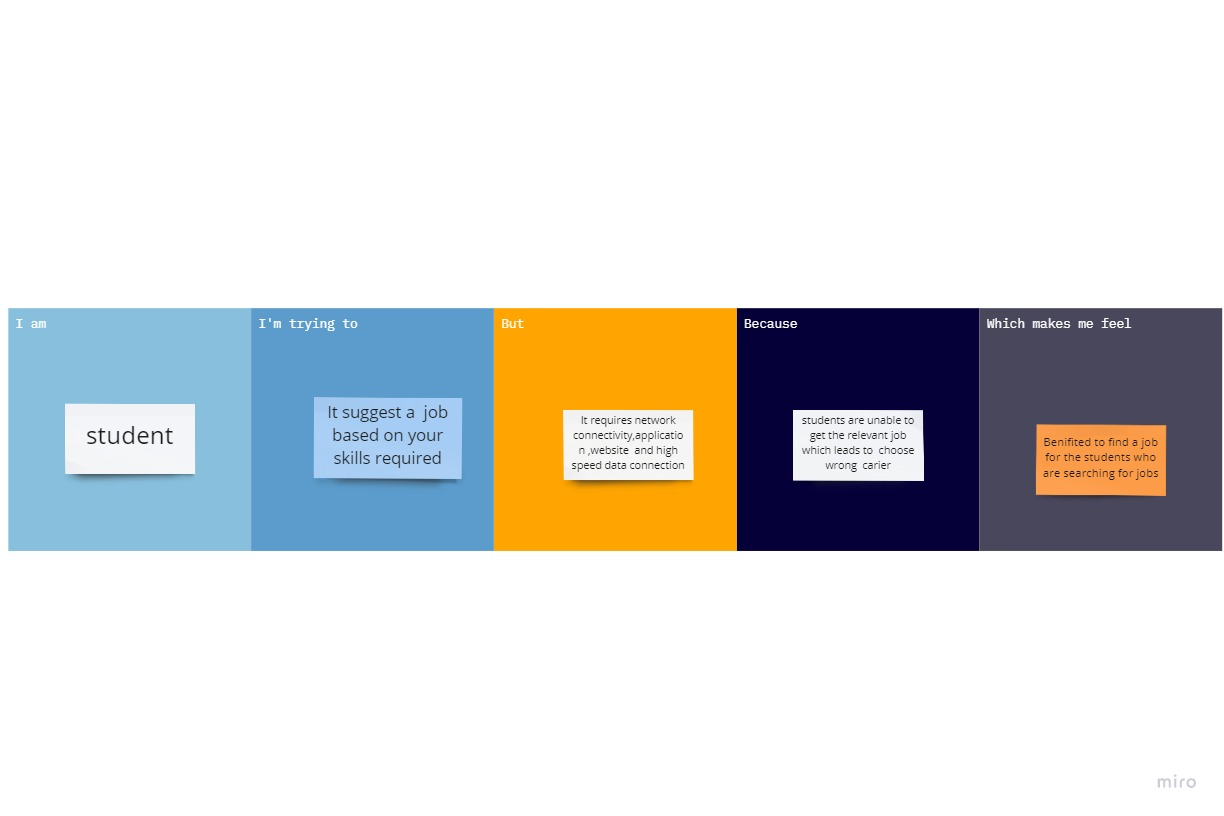 I am
I'm trying to
But
Because
Which makes me feel
student
It suggest a job
based on your
skills required
It requires network
connectivity,applicatio
n ,website and high
speed data connection
students are unable to
get the relevant job
which leads to choose
wrong carier
Benifited to find a job
for the students who
are searching for jobs
miro